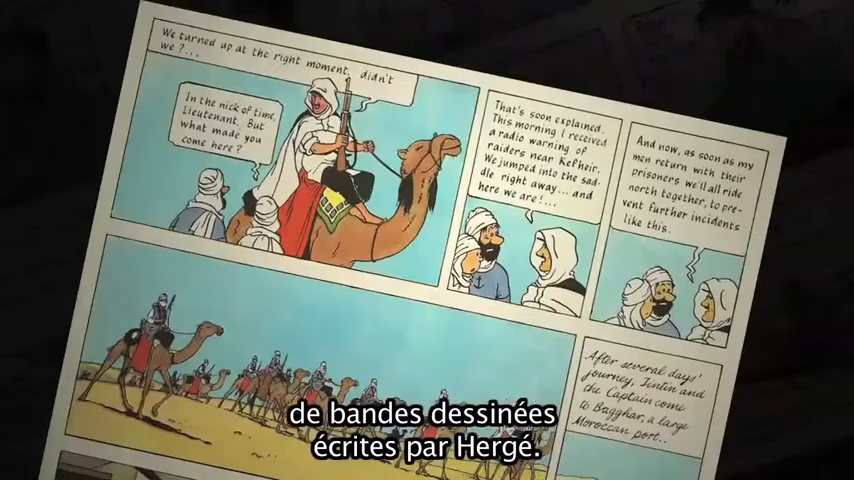 We turned up at the right moment, didn't
we?...
In the nick of time,
Lieutenant. But
what made you
come here?
That's soon explained.
This morning I received
a radio warning of
raiders near Kefheir.
We jumped into the sad-
dle right away... and
here we are!...
And now, as soon as my
men return with their
prisoners we'll all ride
north together, to pre-
vent further incidents
like this.
After several days'
journey, Tintin and
the Captain come
to Bagghar, a large
Moroccan port..
de bandes dessinées
écrites par Hergé.